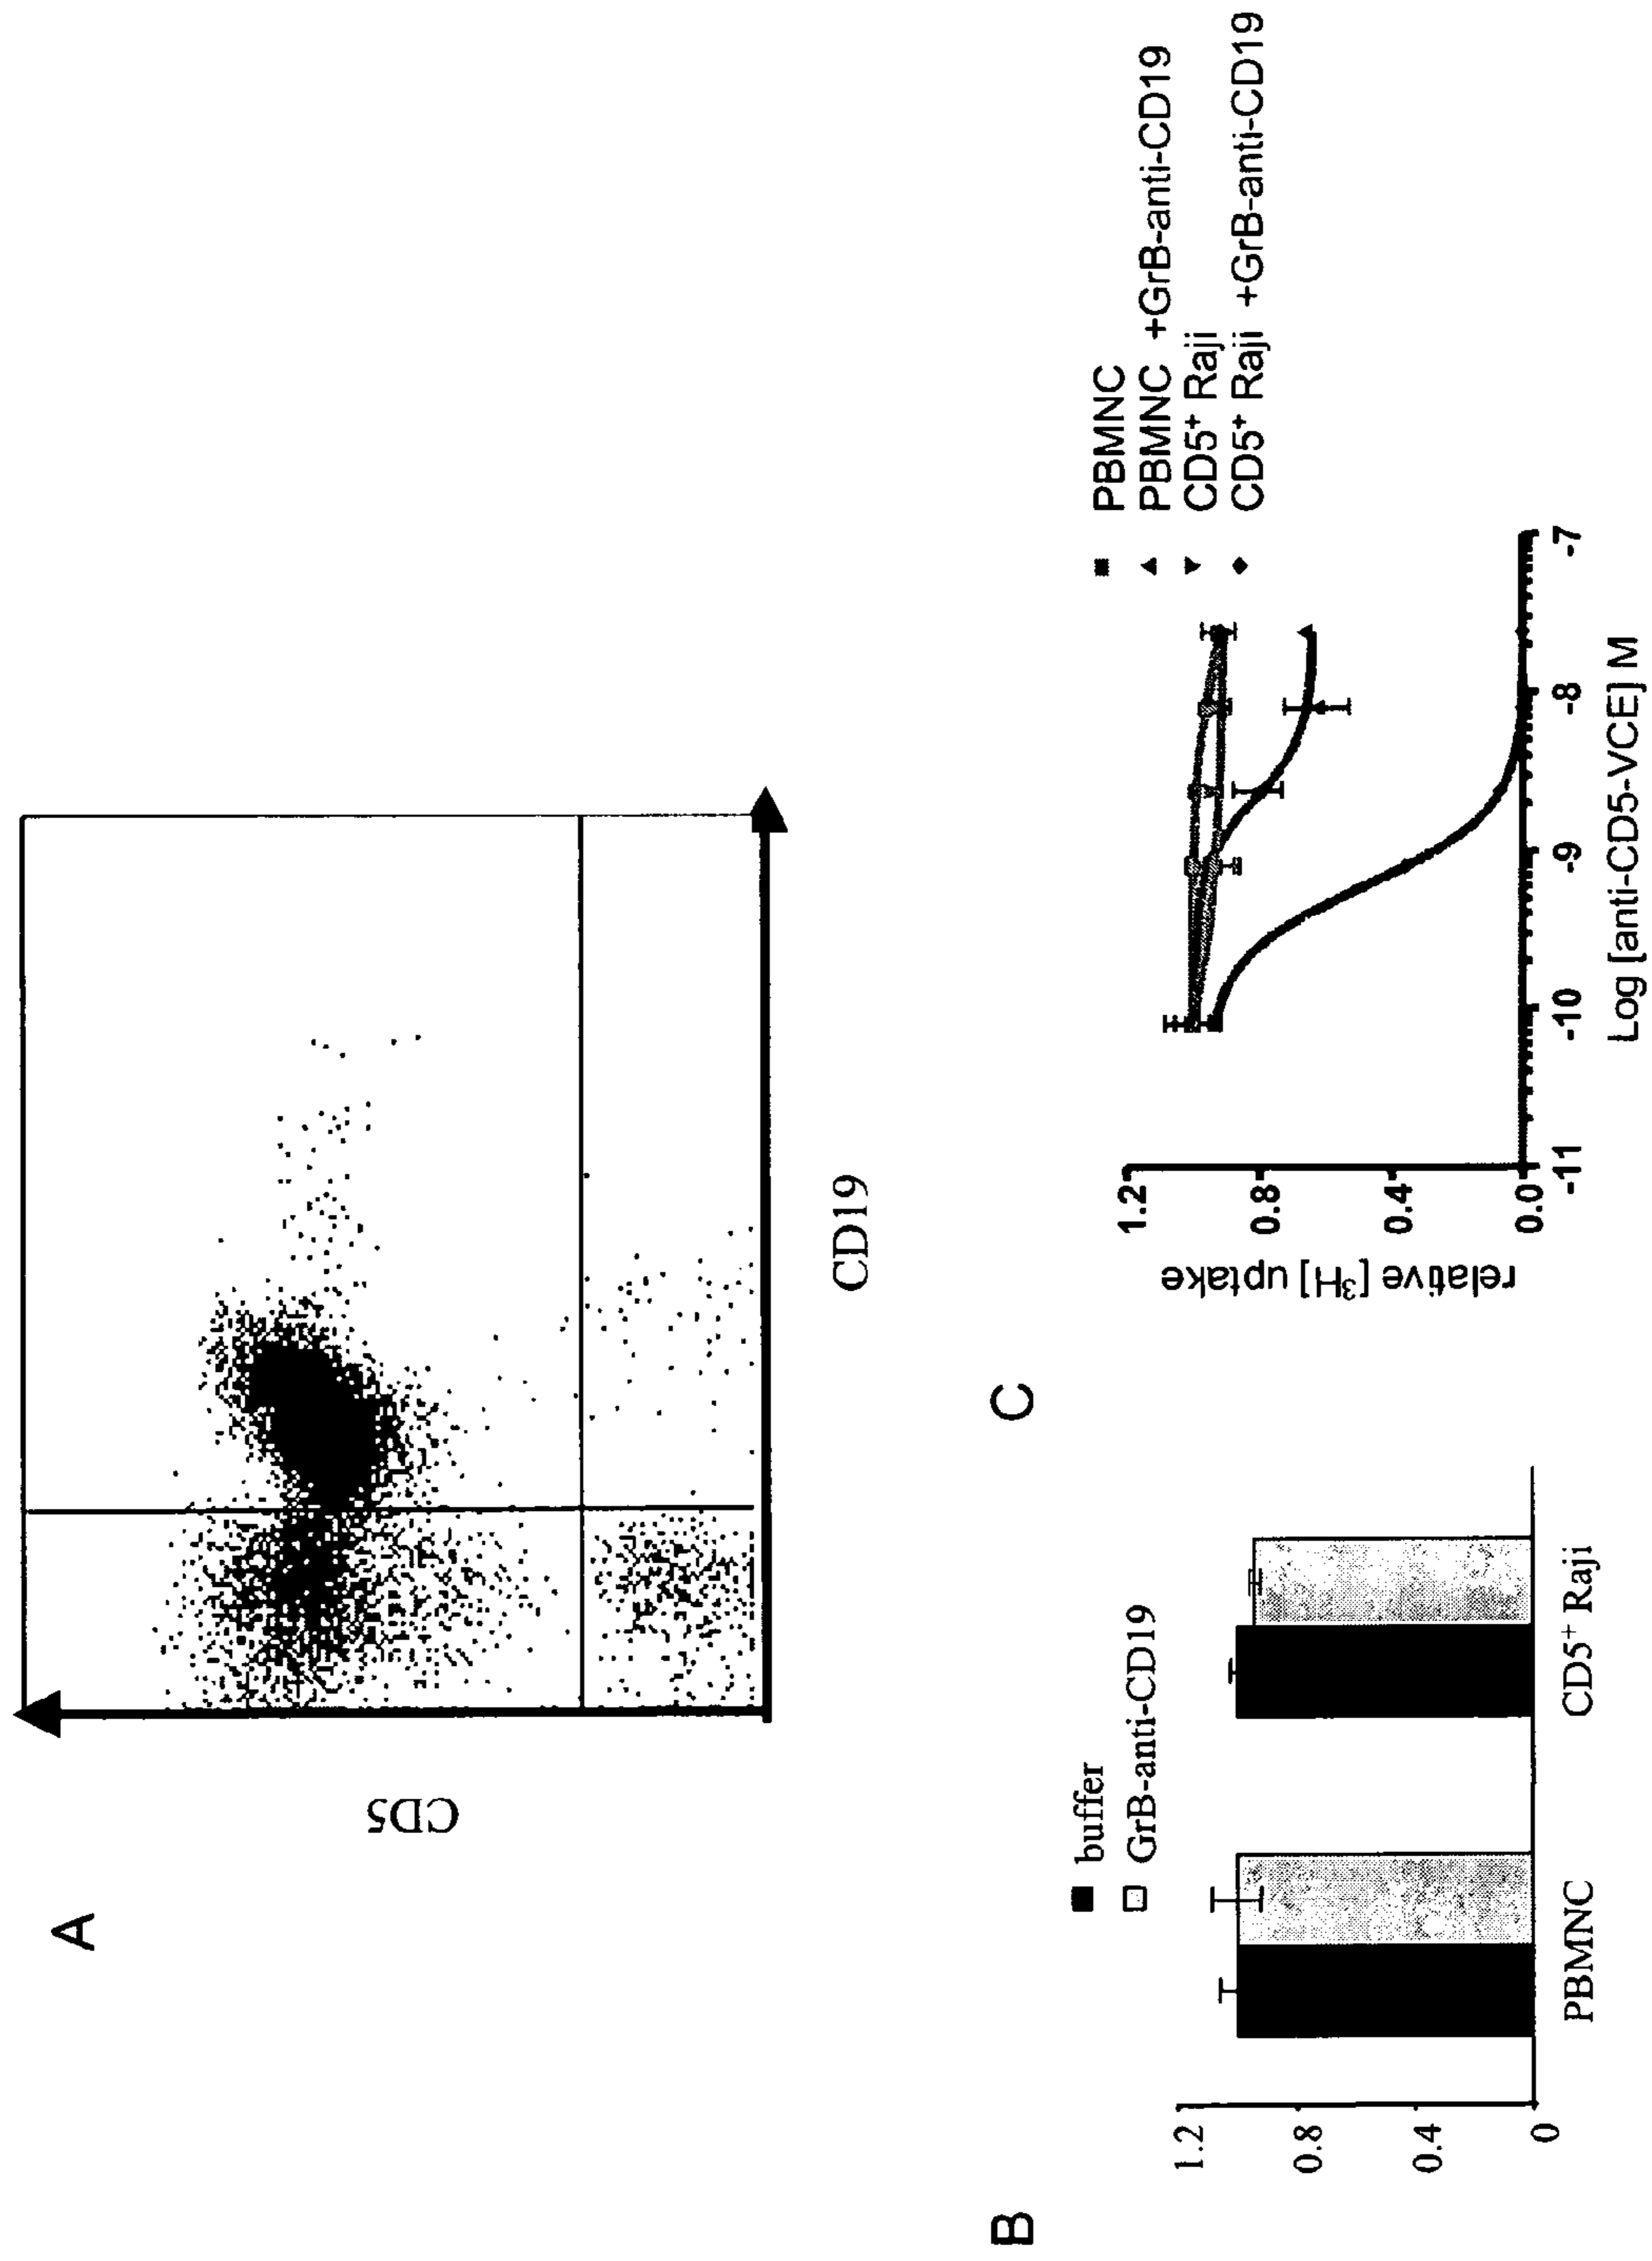 A
CD5
CD19
B
buffer
GrB-anti-CD19
1.2
0.8
0.4
0
PBMNC
CD5⁺ Raji
C
relative [³H] uptake
1.2
0.8
0.4
0.0
-11
-10
-9
-8
-7
Log [anti-CD5-VCE] M
PBMNC
PBMNC +GrB-anti-CD19
CD5⁺ Raji
CD5⁺ Raji +GrB-anti-CD19